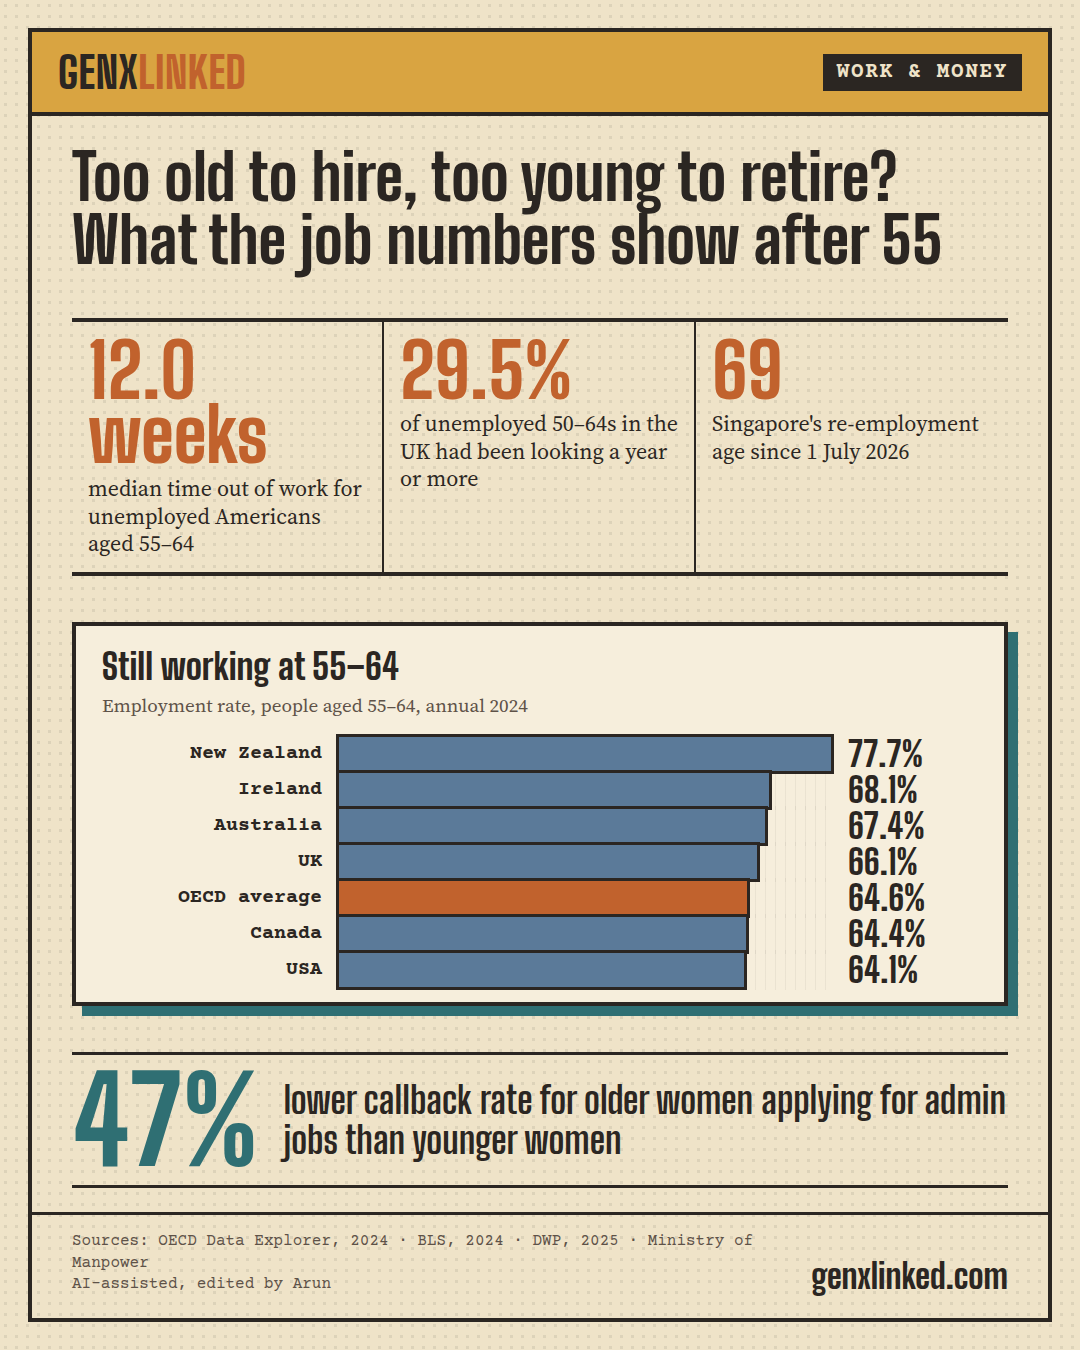 GENXLINKED
WORK & MONEY
Too old to hire, too young to retire?
What the job numbers show after 55
12.0
weeks
median time out of work for
unemployed Americans
aged 55–64
29.5%
of unemployed 50–64s in the
UK had been looking a year
or more
69
Singapore's re-employment
age since 1 July 2026
Still working at 55–64
Employment rate, people aged 55–64, annual 2024
New Zealand 77.7%
Ireland 68.1%
Australia 67.4%
UK 66.1%
OECD average 64.6%
Canada 64.4%
USA 64.1%
47%
lower callback rate for older women applying for admin
jobs than younger women
Sources: OECD Data Explorer, 2024 · BLS, 2024 · DWP, 2025 · Ministry of
Manpower
AI-assisted, edited by Arun
genxlinked.com